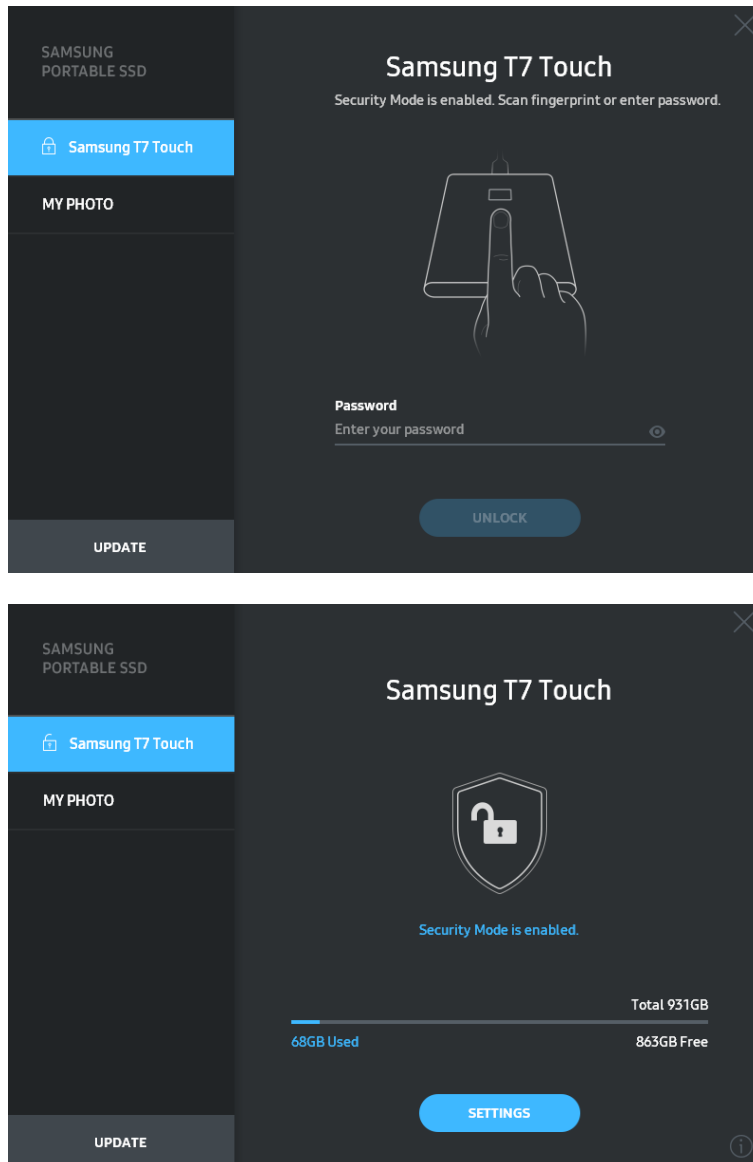 SAMSUNG
PORTABLE SSD
Samsung T7 Touch
MY PHOTO
UPDATE
Samsung T7 Touch
Security Mode is enabled. Scan fingerprint or enter password.
Password
Enter your password
UNLOCK
SAMSUNG
PORTABLE SSD
Samsung T7 Touch
MY PHOTO
UPDATE
Samsung T7 Touch
Security Mode is enabled.
Total 931GB
68GB Used 863GB Free
SETTINGS